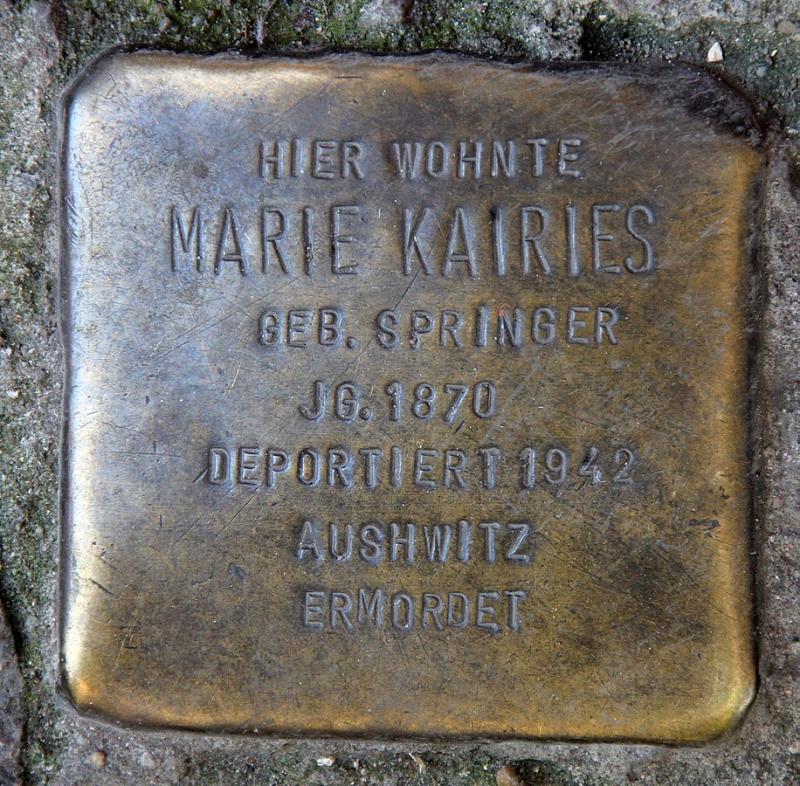 HIER WOHNTE
MARIE KAIRIES
GEB. SPRINGER
JG. 1870
DEPORTIERT 1942
AUSHWITZ
ERMORDET